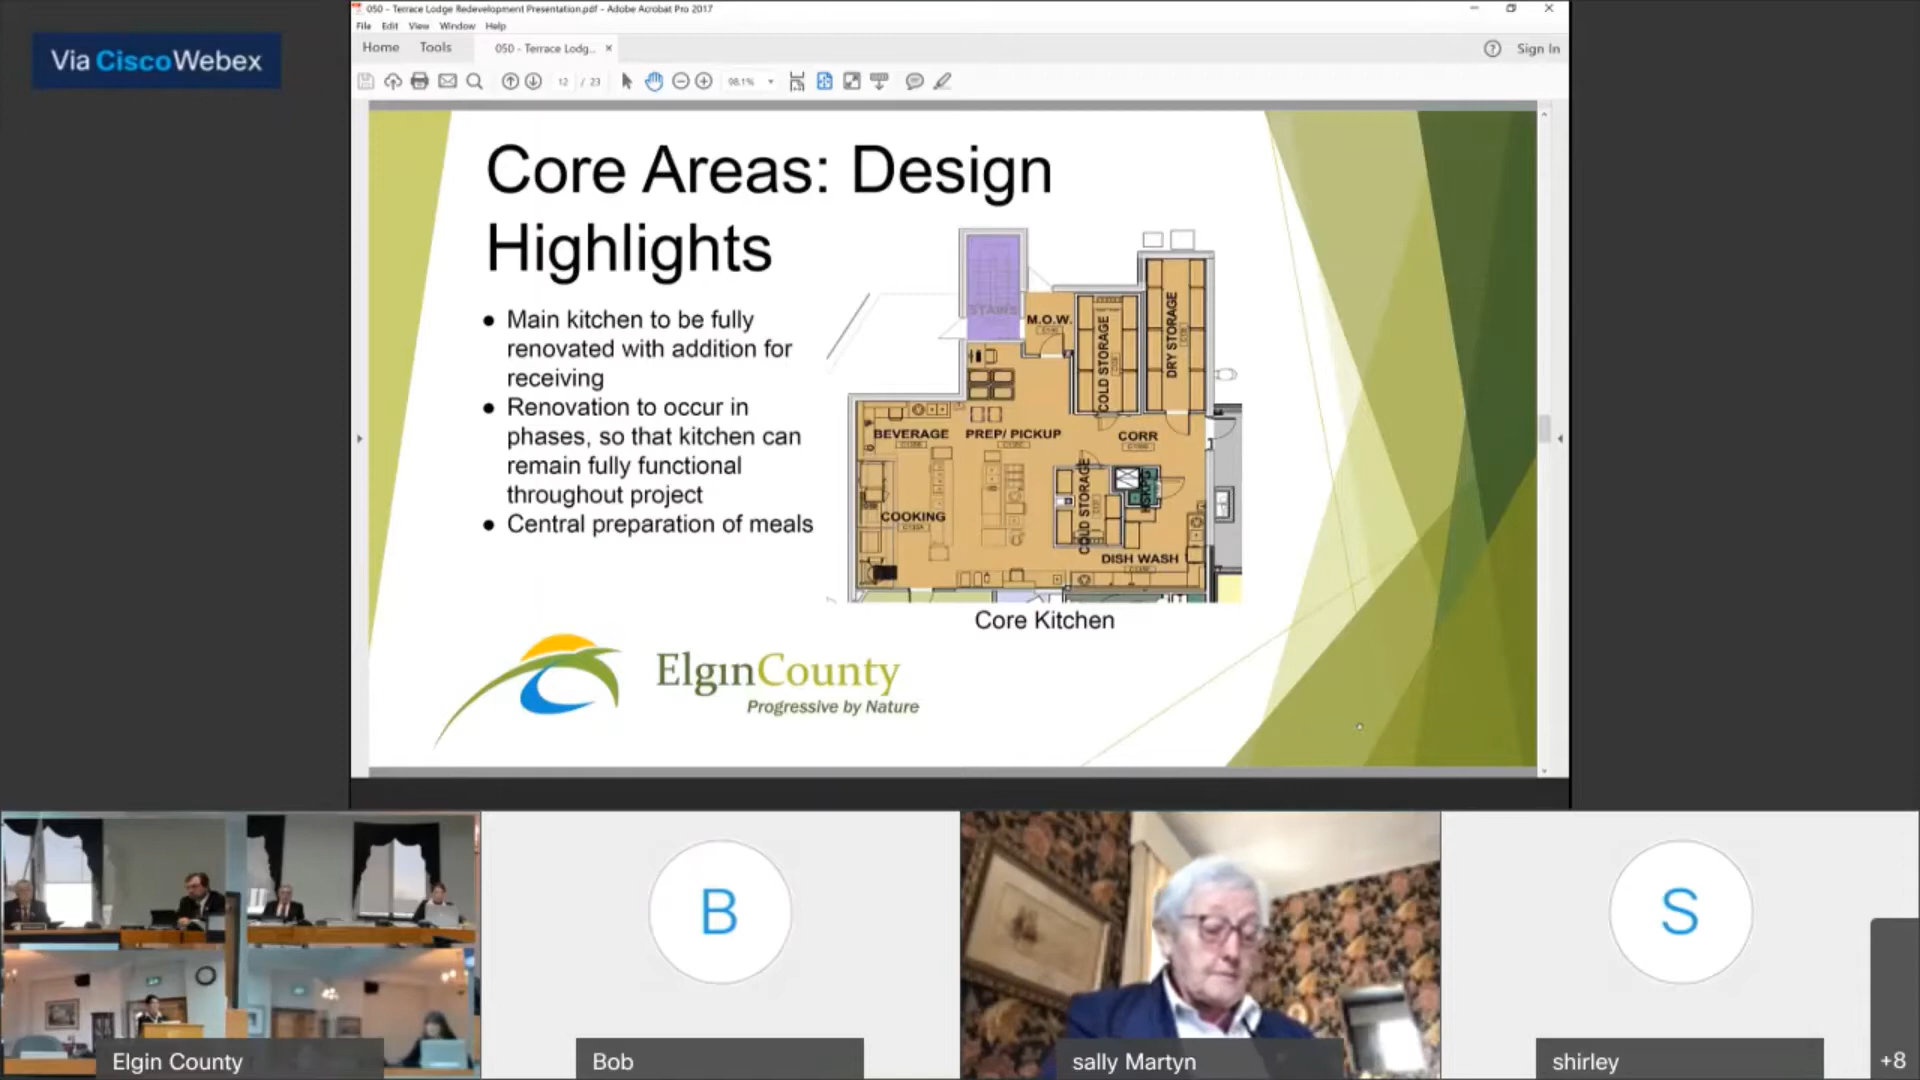 Via CiscoWebex
050 - Terrace Lodge Redevelopment Presentation.pdf - Adobe Acrobat Pro 2017
File Edit View Window Help
Home Tools 050 - Terrace Lodg... × Sign In
12 / 23 98.1%
Core Areas: Design
Highlights
● Main kitchen to be fully
renovated with addition for
receiving
● Renovation to occur in
phases, so that kitchen can
remain fully functional
throughout project
● Central preparation of meals
STAIRS
M.O.W.
COLD STORAGE
DRY STORAGE
BEVERAGE
PREP/ PICKUP
CORR
COLD STORAGE
HSKPG
COOKING
DISH WASH
Core Kitchen
ElginCounty
Progressive by Nature
B
S
Elgin County
Bob
sally Martyn
shirley
+8